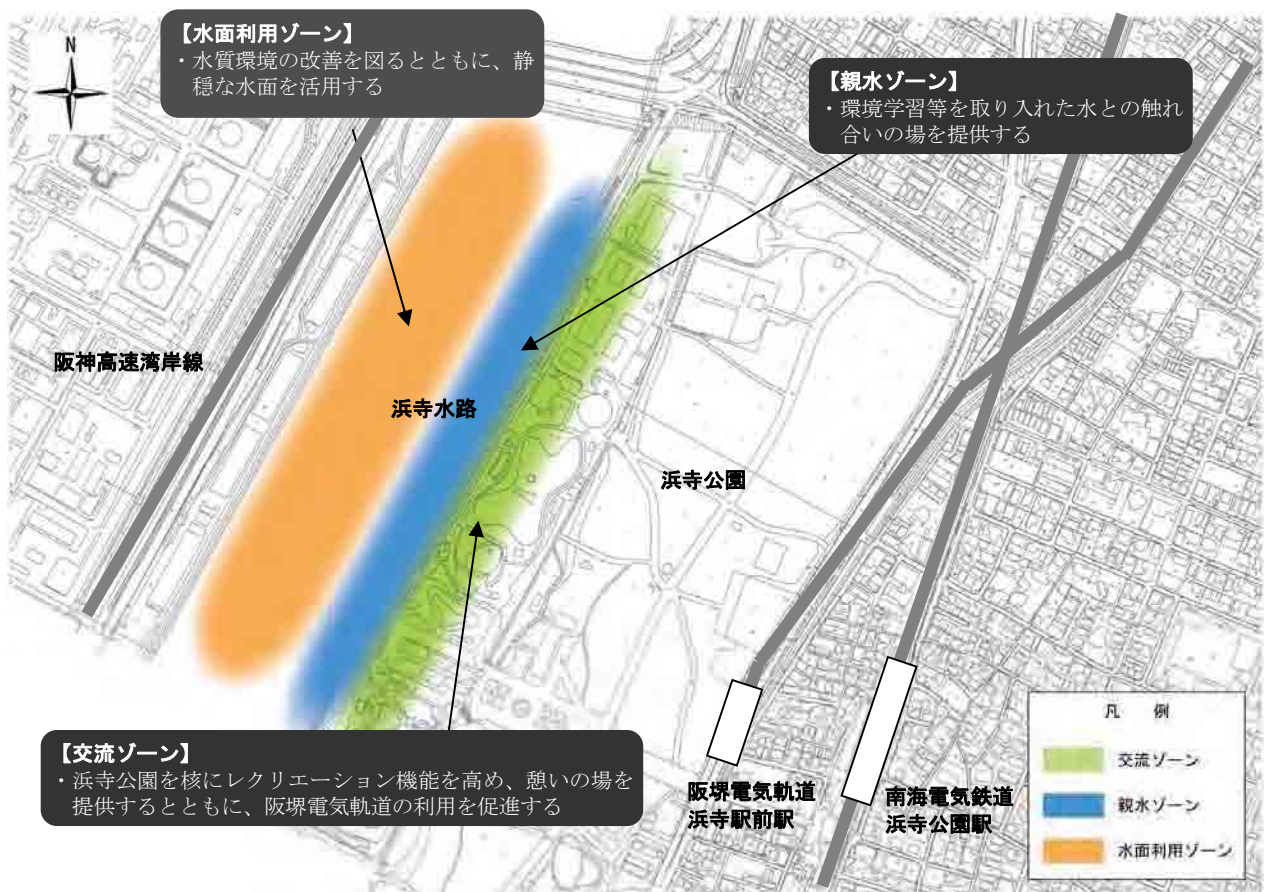 N
【水面利用ゾーン】
・水質環境の改善を図るとともに、静
穏な水面を活用する
【親水ゾーン】
・環境学習等を取り入れた水との触れ
合いの場を提供する
阪神高速湾岸線
浜寺水路
浜寺公園
【交流ゾーン】
・浜寺公園を核にレクリエーション機能を高め、憩いの場を
提供するとともに、阪堺電気軌道の利用を促進する
阪堺電気軌道
浜寺駅前駅
南海電気鉄道
浜寺公園駅
凡 例
交流ゾーン
親水ゾーン
水面利用ゾーン